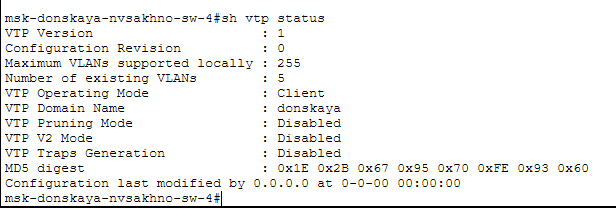 msk-donskaya-nvsakhno-sw-4#sh vtp status
VTP Version                     : 1
Configuration Revision          : 0
Maximum VLANs supported locally : 255
Number of existing VLANs        : 5
VTP Operating Mode              : Client
VTP Domain Name                 : donskaya
VTP Pruning Mode                : Disabled
VTP V2 Mode                     : Disabled
VTP Traps Generation            : Disabled
MD5 digest                      : 0x1E 0x2B 0x67 0x95 0x70 0xFE 0x93 0x60
Configuration last modified by 0.0.0.0 at 0-0-00 00:00:00
msk-donskaya-nvsakhno-sw-4#